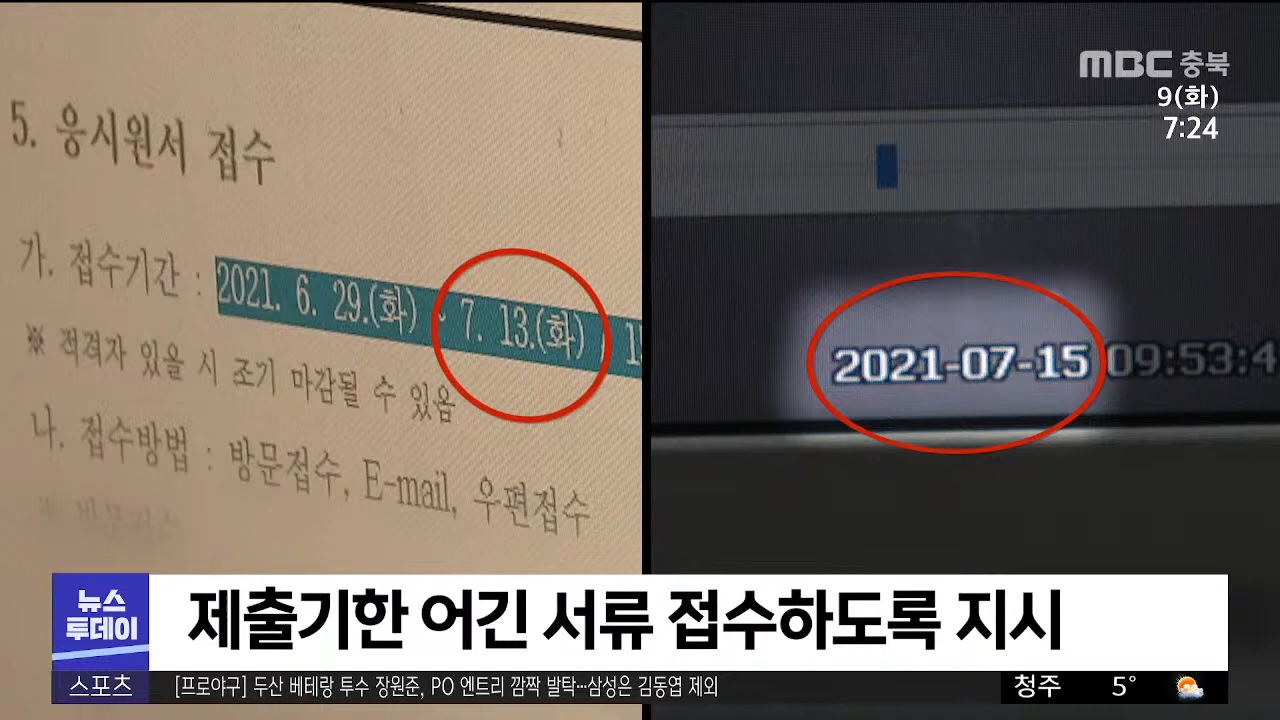 5. 응시원서 접수
가. 접수기간 : 2021. 6. 29.(화) ~ 7. 13.(화)
※ 적격자 있을 시 조기 마감될 수 있음
나. 접수방법 : 방문접수, E-mail, 우편접수
MBC 충북
9(화)
7:24
2021-07-15 09:53:4
뉴스
투데이
제출기한 어긴 서류 접수하도록 지시
스포츠
[프로야구] 두산 베테랑 투수 장원준, PO 엔트리 깜짝 발탁…삼성은 김동엽 제외
청주 5°